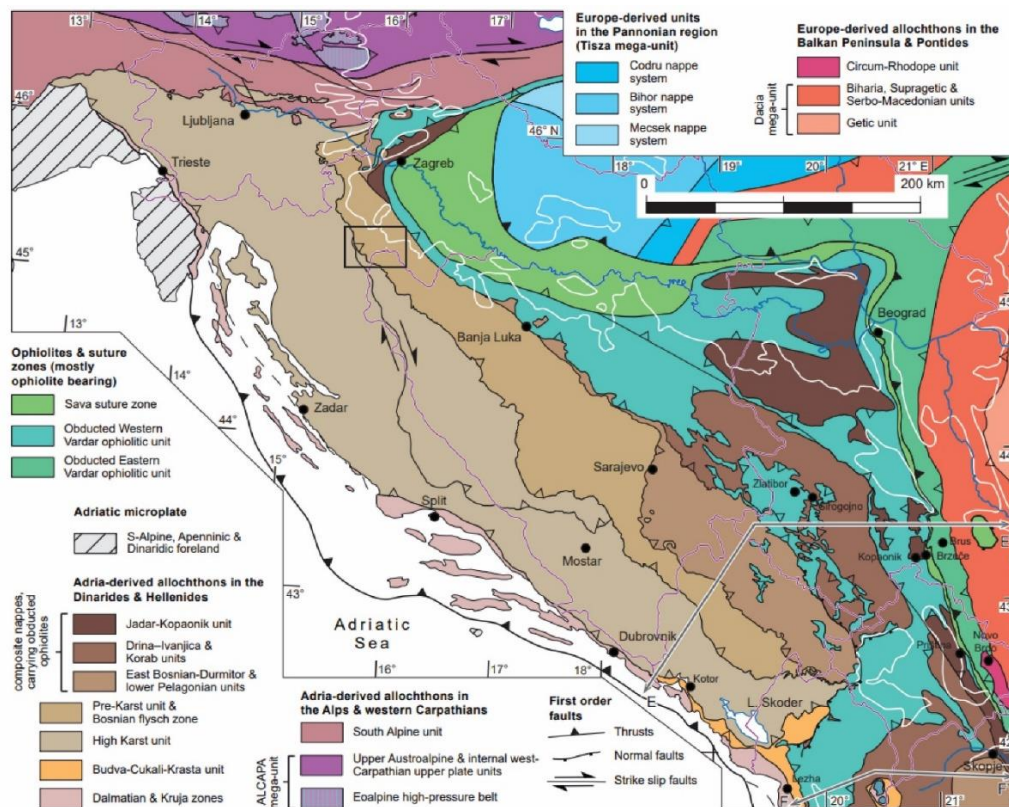 13°
14
15
16
17
46°
Ljubljana
Trieste
Zagreb
46° N
45°
13°
14°
44°
15°
43°
Banja Luka
Zadar
Split
Sarajevo
Mostar
Adriatic
Sea
16°
17°
18°
Dubrovnik
Kotor
E
L. Skoder
Lezha
F
20°
21°
Skopje
42
F'
Zlatibor
Sirogojno
Kopaonik
Brus
Brzeče
Priština
Novo
Brdo
43
44
45
Beograd
18°
19°
20°
21° E
0
200 km
Europe-derived units
in the Pannonian region
(Tisza mega-unit)
Codru nappe
system
Bihor nappe
system
Mecsek nappe
system
Europe-derived allochthons in the
Balkan Peninsula & Pontides
Circum-Rhodope unit
Dacia
mega-unit
Biharia, Supragetic &
Serbo-Macedonian units
Getic unit
Ophiolites & suture
zones (mostly
ophiolite bearing)
Sava suture zone
Obducted Western
Vardar ophiolitic unit
Obducted Eastern
Vardar ophiolitic unit
Adriatic microplate
S-Alpine, Apenninic &
Dinaridic foreland
Adria-derived allochthons in the
Dinarides & Hellenides
composite nappes,
carrying obducted
ophiolites
Jadar-Kopaonik unit
Drina–Ivanjica &
Korab units
East Bosnian-Durmitor &
lower Pelagonian units
Pre-Karst unit &
Bosnian flysch zone
High Karst unit
Budva-Cukali-Krasta unit
Dalmatian & Kruja zones
Adria-derived allochthons in
the Alps & western Carpathians
South Alpine unit
ALCAPA
mega-unit
Upper Austroalpine & internal west-
Carpathian upper plate units
Eoalpine high-pressure belt
First order
faults
Thrusts
Normal faults
Strike slip faults